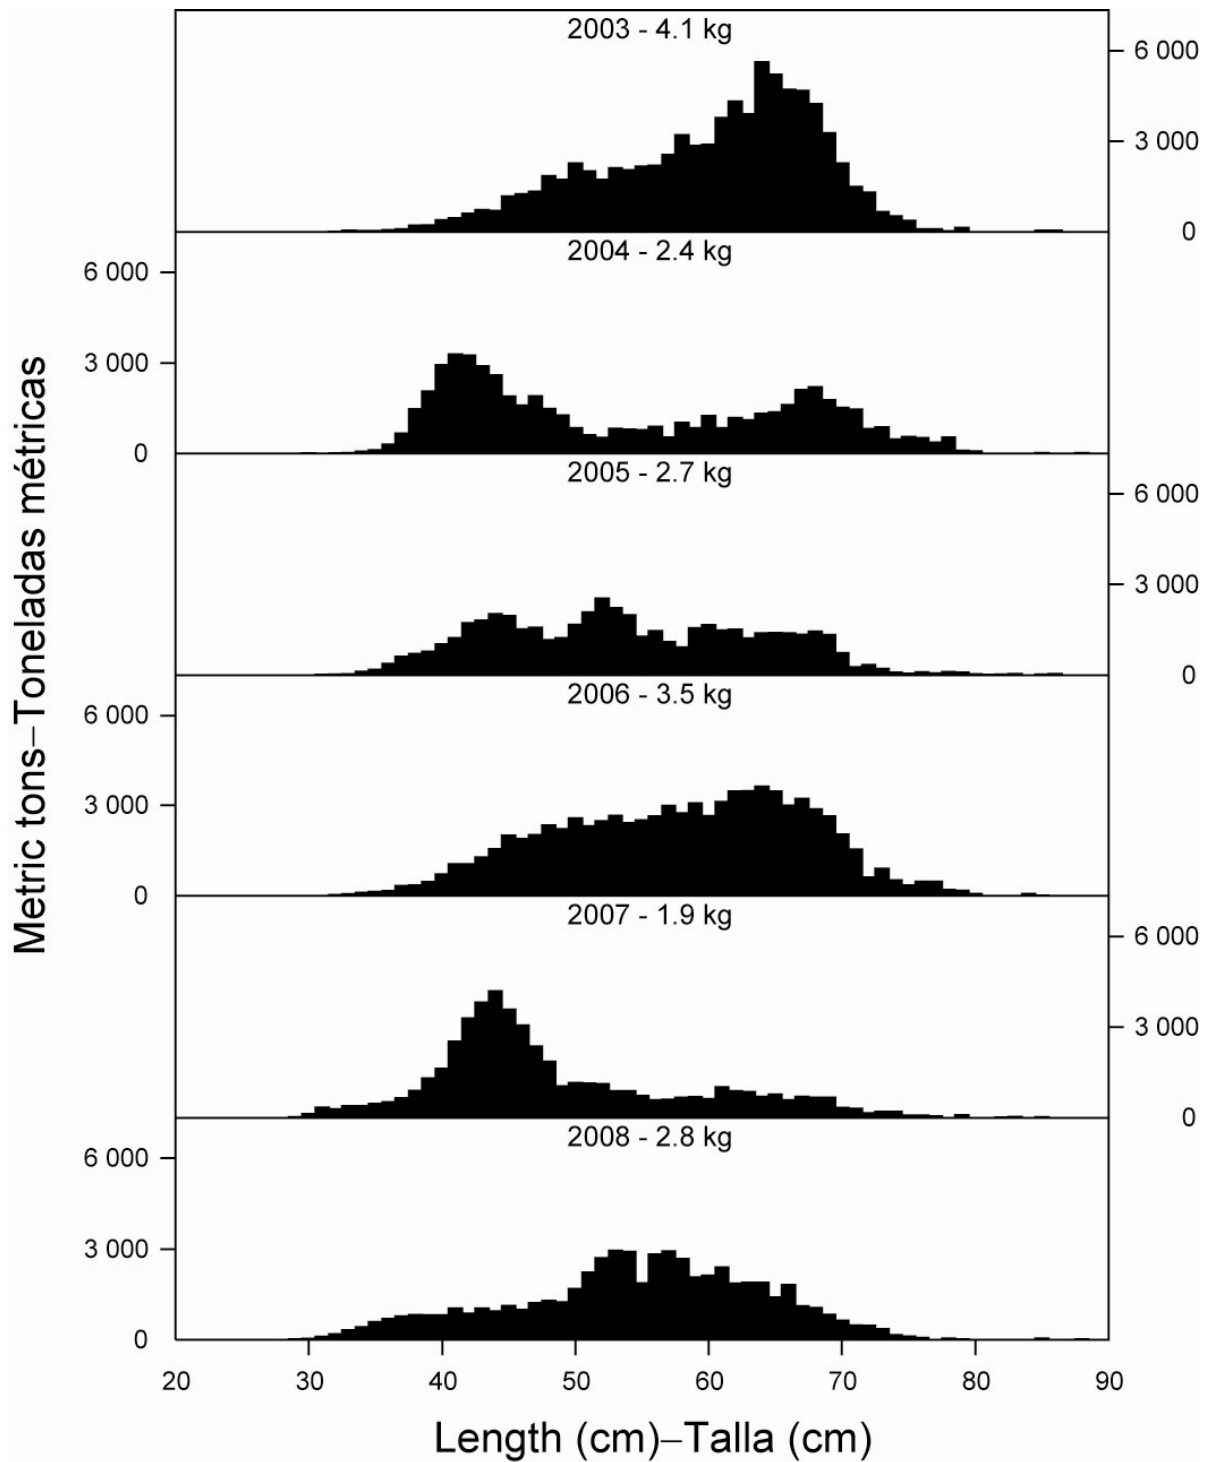 2003 - 4.1 kg
6 000
3 000
0
2004 - 2.4 kg
6 000
3 000
0
2005 - 2.7 kg
6 000
3 000
0
2006 - 3.5 kg
6 000
3 000
0
2007 - 1.9 kg
6 000
3 000
0
2008 - 2.8 kg
6 000
3 000
0
Metric tons–Toneladas métricas
20 30 40 50 60 70 80 90
Length (cm)–Talla (cm)